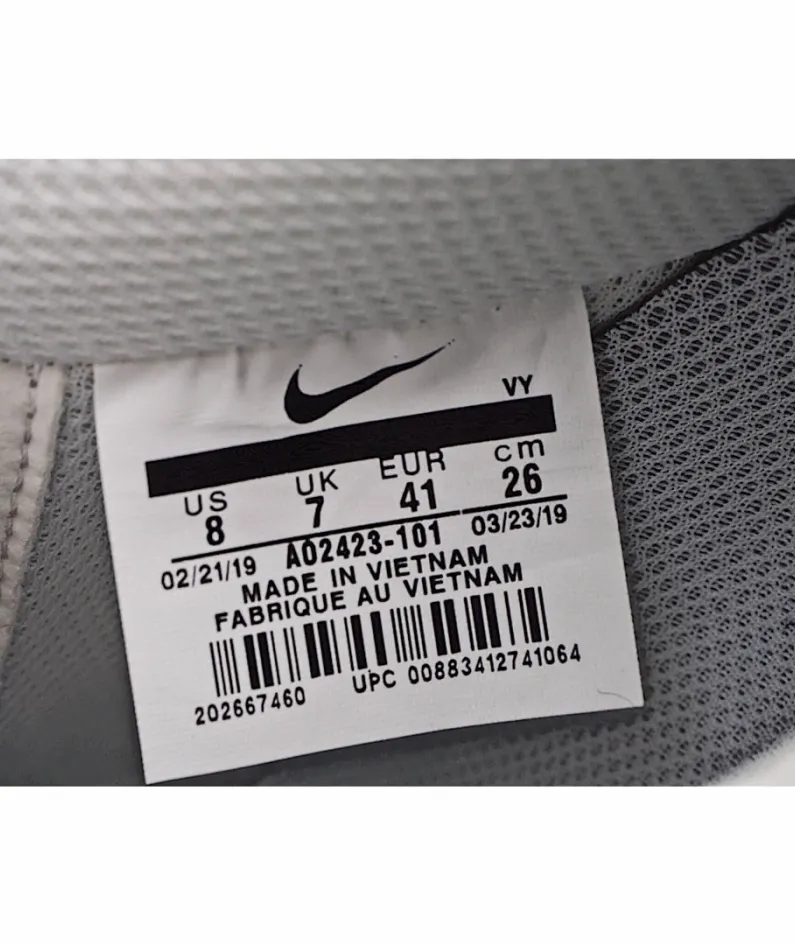 VY
US UK EUR cm
8 7 41 26
02/21/19 AO2423-101 03/23/19
MADE IN VIETNAM
FABRIQUE AU VIETNAM
202667460 UPC 00883412741064